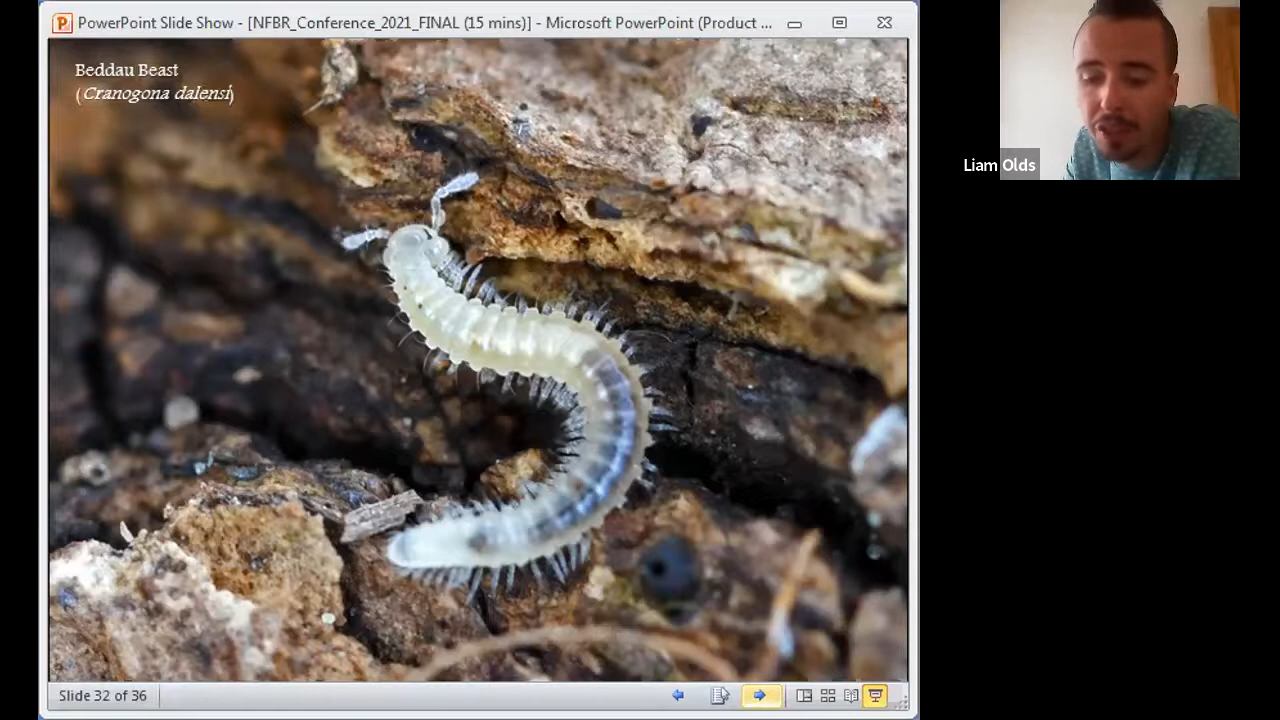 PowerPoint Slide Show - [NFBR_Conference_2021_FINAL (15 mins)] - Microsoft PowerPoint (Product ...
Beddau Beast
(Cranogona dalensi)
Liam Olds
Slide 32 of 36